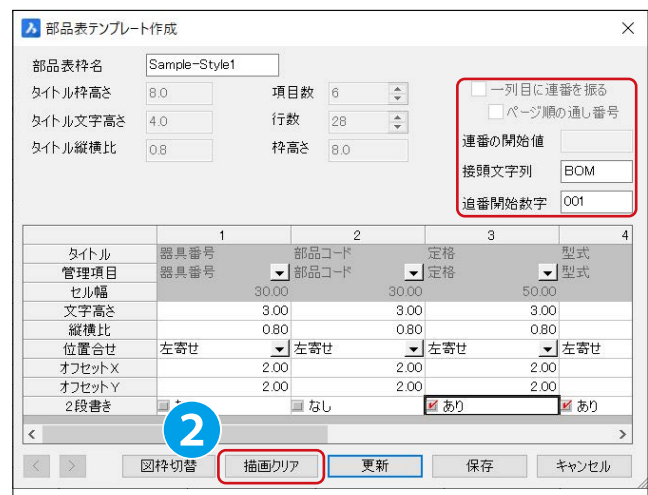 部品表テンプレート作成
部品表枠名 Sample-Style1
タイトル枠高さ 8.0 項目数 6 一列目に連番を振る
ページ順の通し番号
タイトル文字高さ 4.0 行数 28
連番の開始値
タイトル縦横比 0.8 枠高さ 8.0
接頭文字列 BOM
追番開始数字 001
1 2 3 4
タイトル 器具番号 部品コード 定格 型式
管理項目 器具番号 部品コード 定格 型式
セル幅 30.00 30.00 50.00
文字高さ 3.00 3.00 3.00
縦横比 0.80 0.80 0.80
位置合せ 左寄せ 左寄せ 左寄せ 左寄せ
オフセットX 2.00 2.00 2.00
オフセットY 2.00 2.00 2.00
2段書き なし あり あり
2
< > 図枠切替 描画クリア 更新 保存 キャンセル